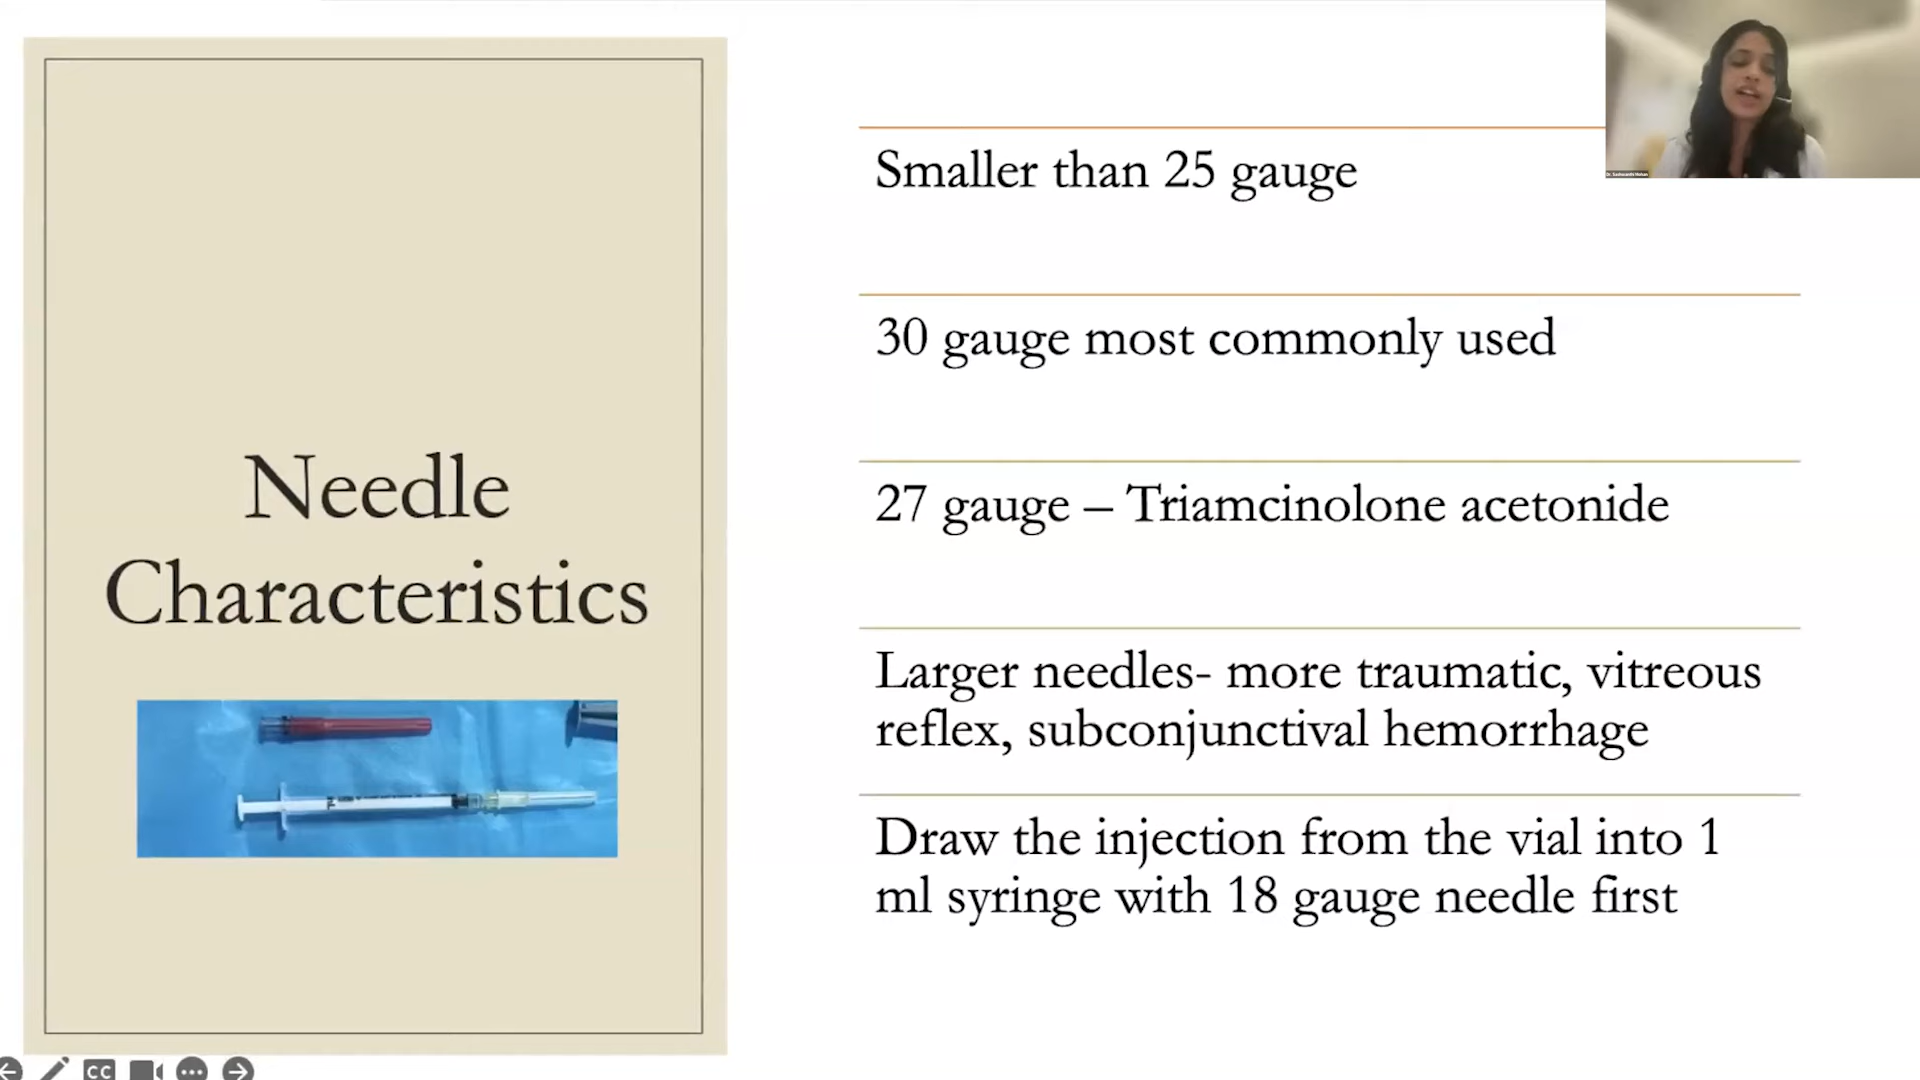 Needle
Characteristics
Smaller than 25 gauge
30 gauge most commonly used
27 gauge – Triamcinolone acetonide
Larger needles- more traumatic, vitreous
reflex, subconjunctival hemorrhage
Draw the injection from the vial into 1
ml syringe with 18 gauge needle first
CC